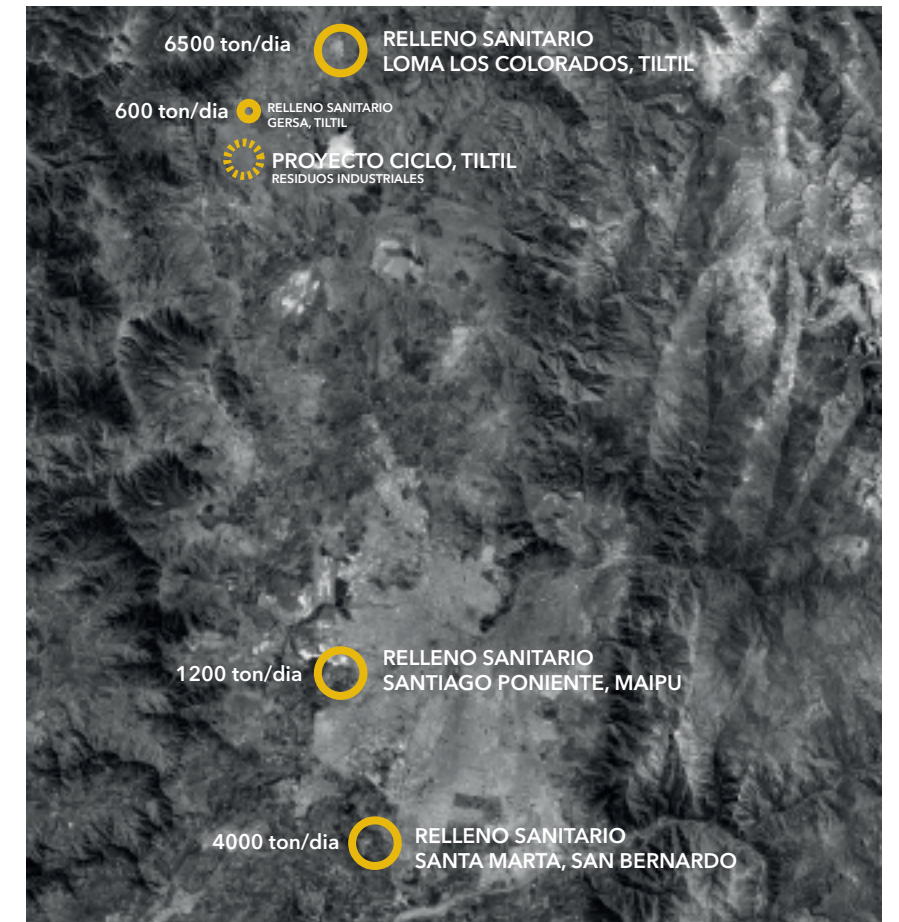 6500 ton/dia
RELLENO SANITARIO
LOMA LOS COLORADOS, TILTIL
600 ton/dia
RELLENO SANITARIO
GERSA, TILTIL
PROYECTO CICLO, TILTIL
RESIDUOS INDUSTRIALES
1200 ton/dia
RELLENO SANITARIO
SANTIAGO PONIENTE, MAIPU
4000 ton/dia
RELLENO SANITARIO
SANTA MARTA, SAN BERNARDO